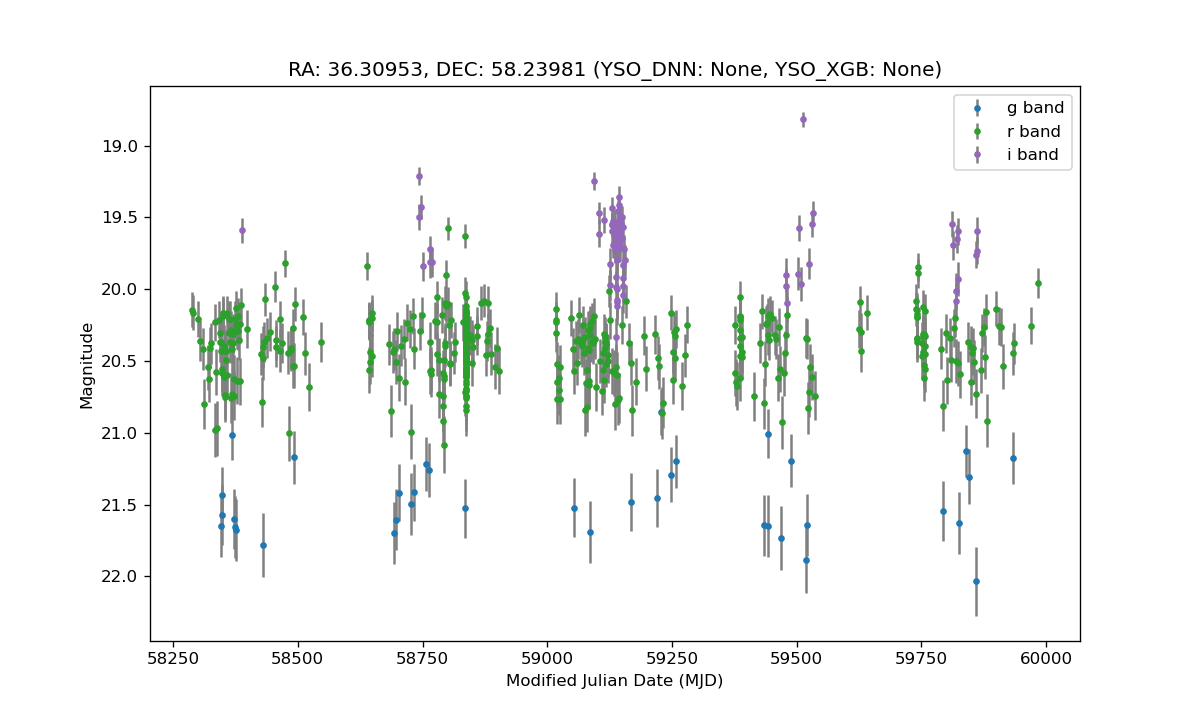 RA: 36.30953, DEC: 58.23981 (YSO_DNN: None, YSO_XGB: None)
g band
r band
i band
19.0
19.5
20.0
20.5
21.0
21.5
22.0
Magnitude
58250 58500 58750 59000 59250 59500 59750 60000
Modified Julian Date (MJD)